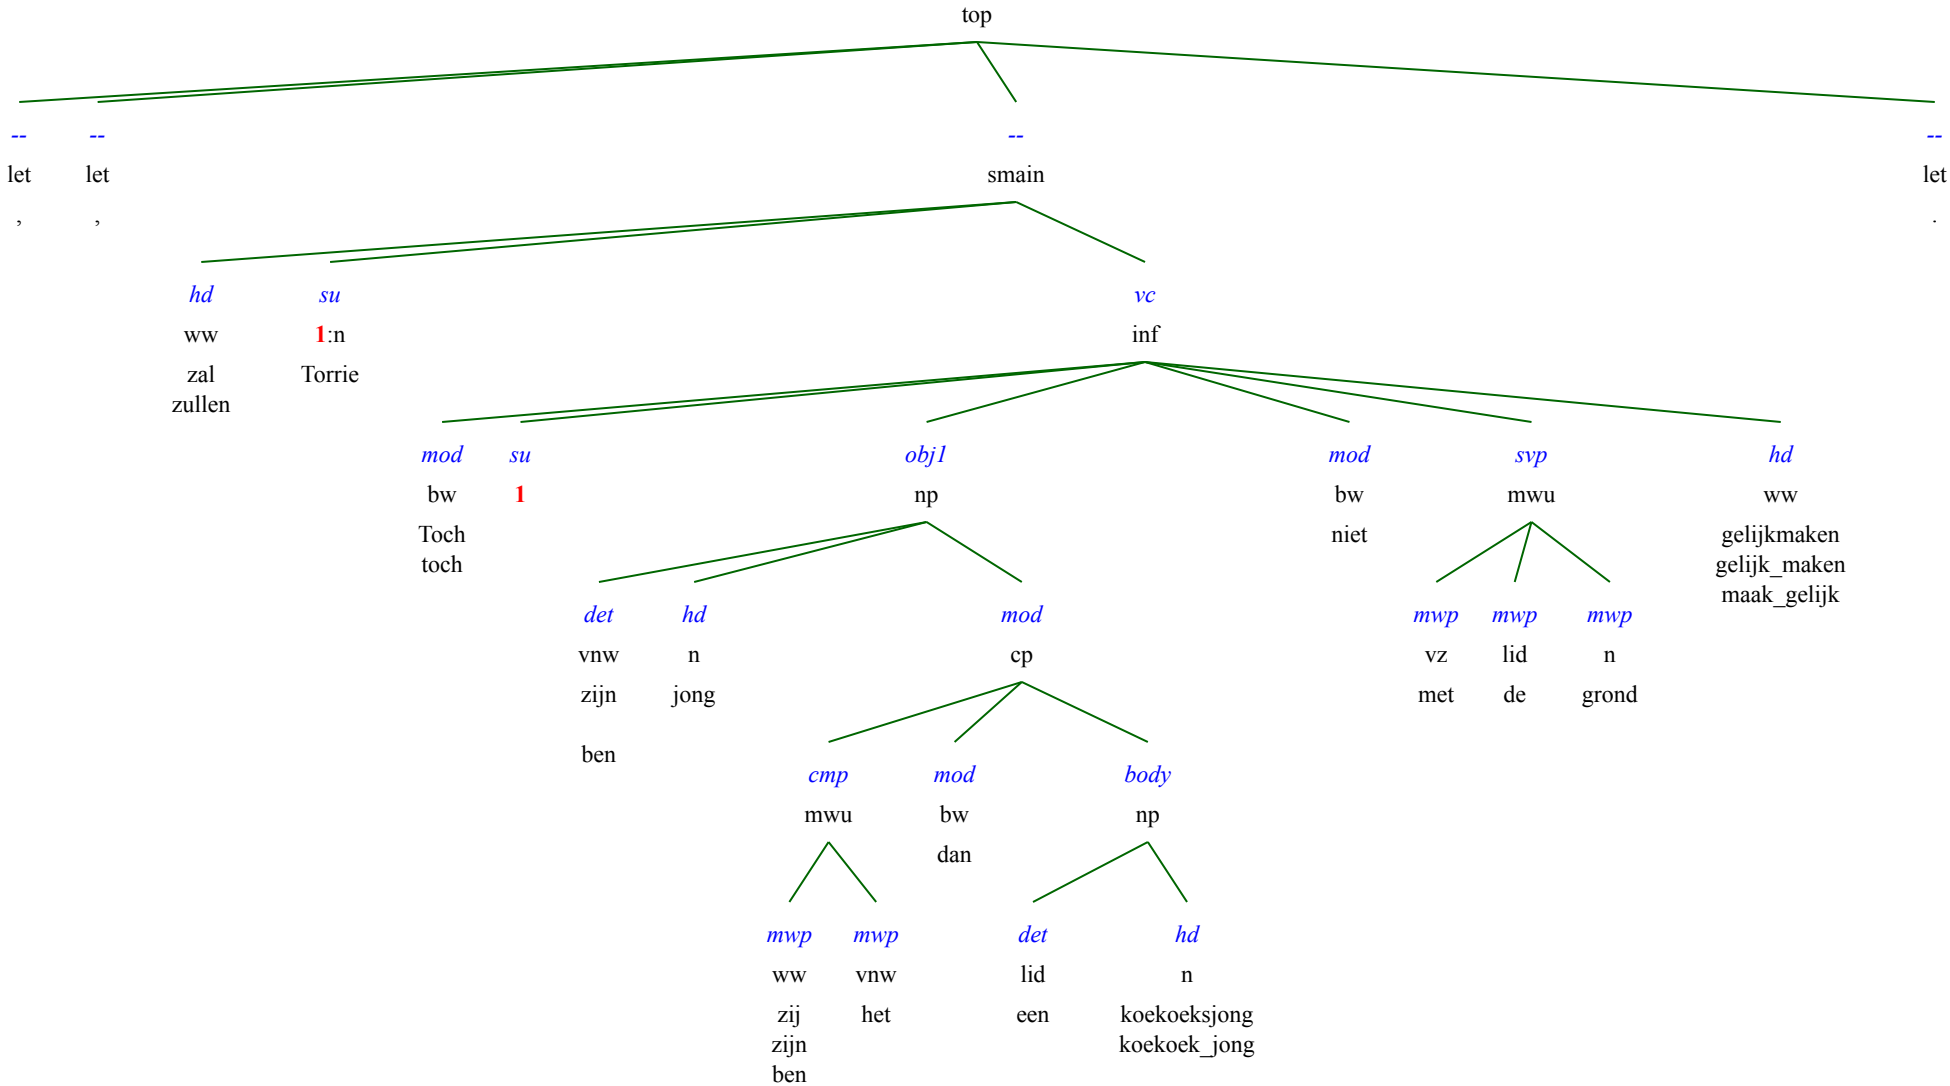 top
-- -- -- --
let let smain let
, , .
hd su vc
ww 1:n inf
zal Torrie
zullen
mod su obj1 mod svp hd
bw 1 np bw mwu ww
Toch niet gelijkmaken
toch gelijk_maken
maak_gelijk
det hd mod mwp mwp mwp
vnw n cp vz lid n
zijn jong met de grond
ben
cmp mod body
mwu bw np
dan
mwp mwp det hd
ww vnw lid n
zij het een koekoeksjong
zijn koekoek_jong
ben